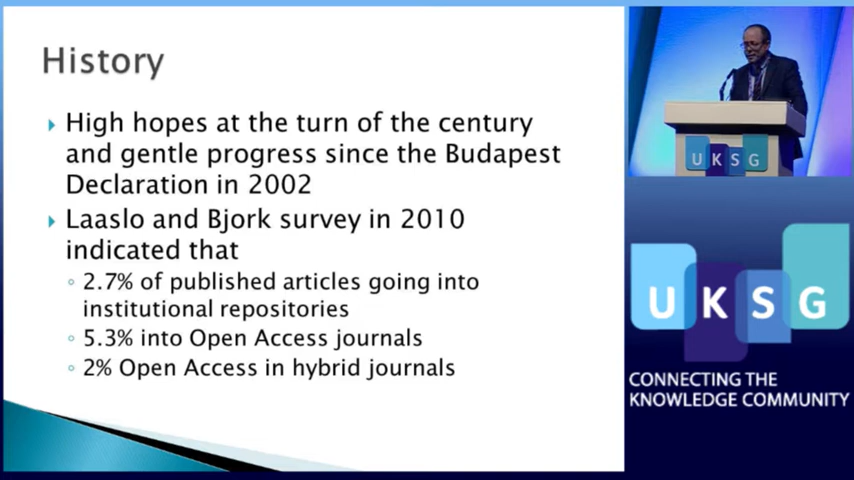 History
High hopes at the turn of the century
and gentle progress since the Budapest
Declaration in 2002
Laaslo and Bjork survey in 2010
indicated that
2.7% of published articles going into
institutional repositories
5.3% into Open Access journals
2% Open Access in hybrid journals
UKSG
UKSG
CONNECTING THE
KNOWLEDGE COMMUNITY